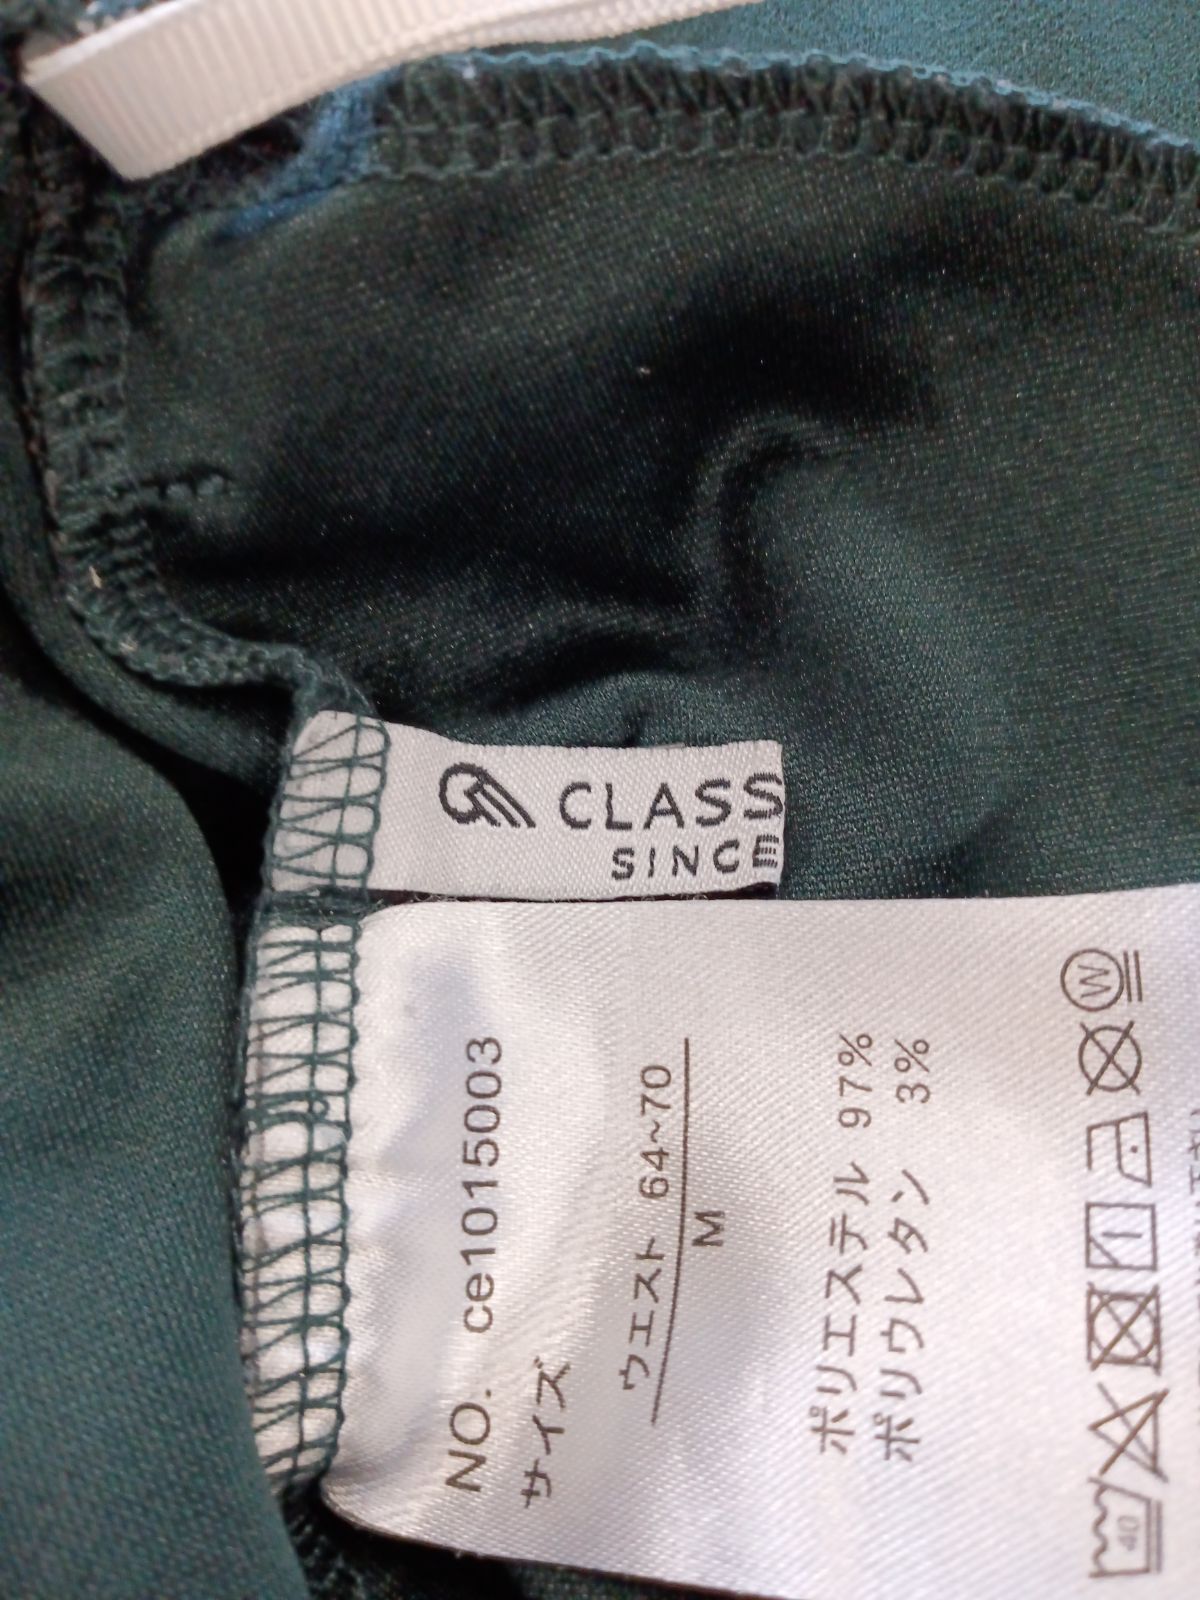 CLASS
SINCE
NO. ce1015003
サイズ
ウエスト 64~70
M
ポリエステル 97%
ポリウレタン 3%
40
W